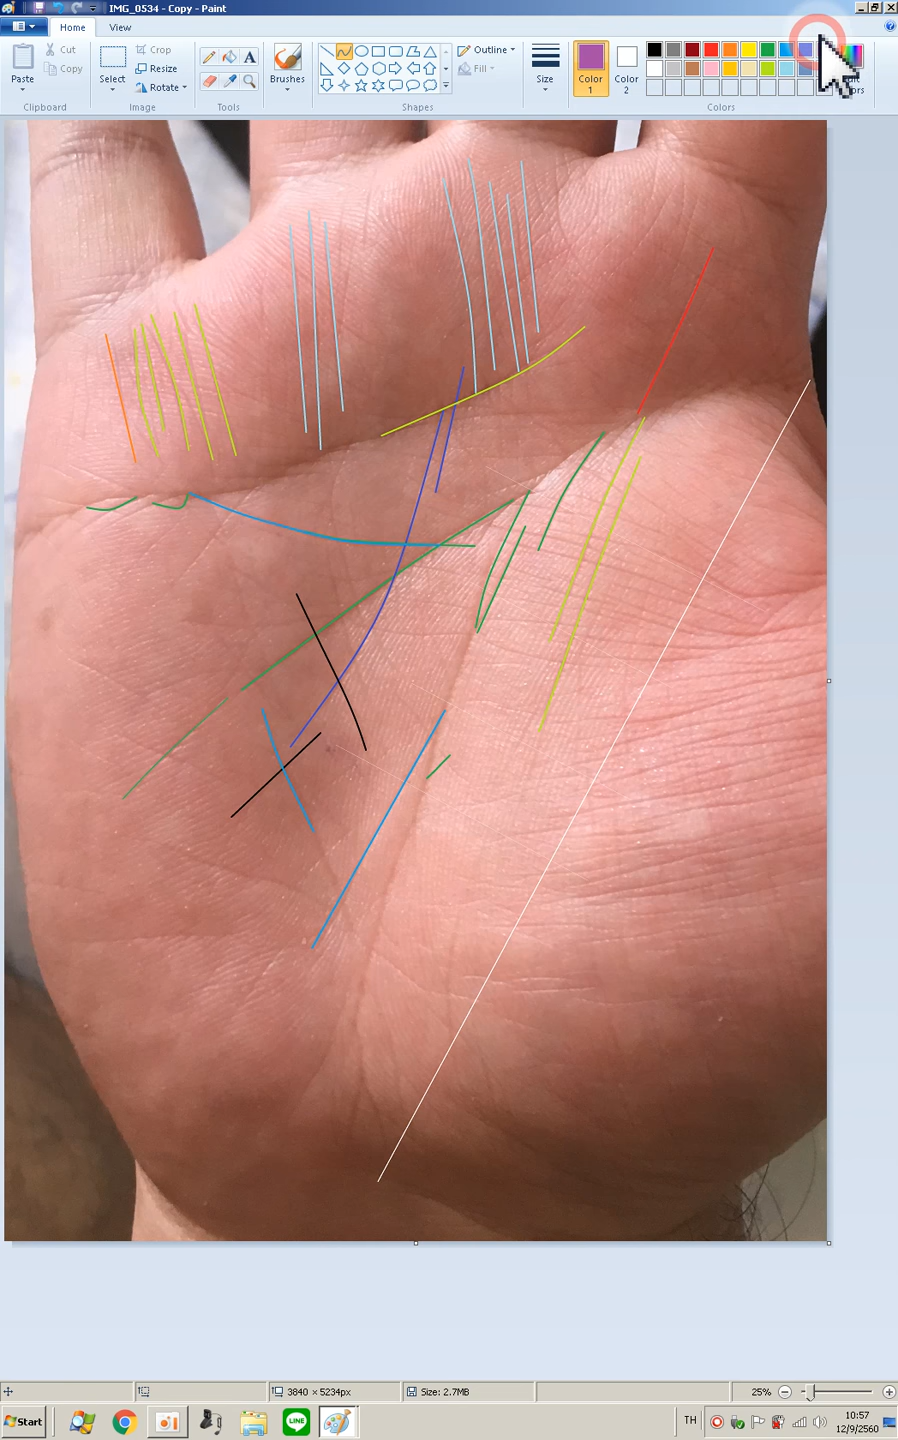 IMG_0534 - Copy - Paint
Home View
Paste
Cut
Copy
Clipboard
Select
Crop
Resize
Rotate
Image
A
Tools
Brushes
Outline
Fill
Shapes
Size
Color 1
Color 2
Colors
3840 × 5234px
Size: 2.7MB
25%
Start
LINE
TH
10:57
12/9/2560